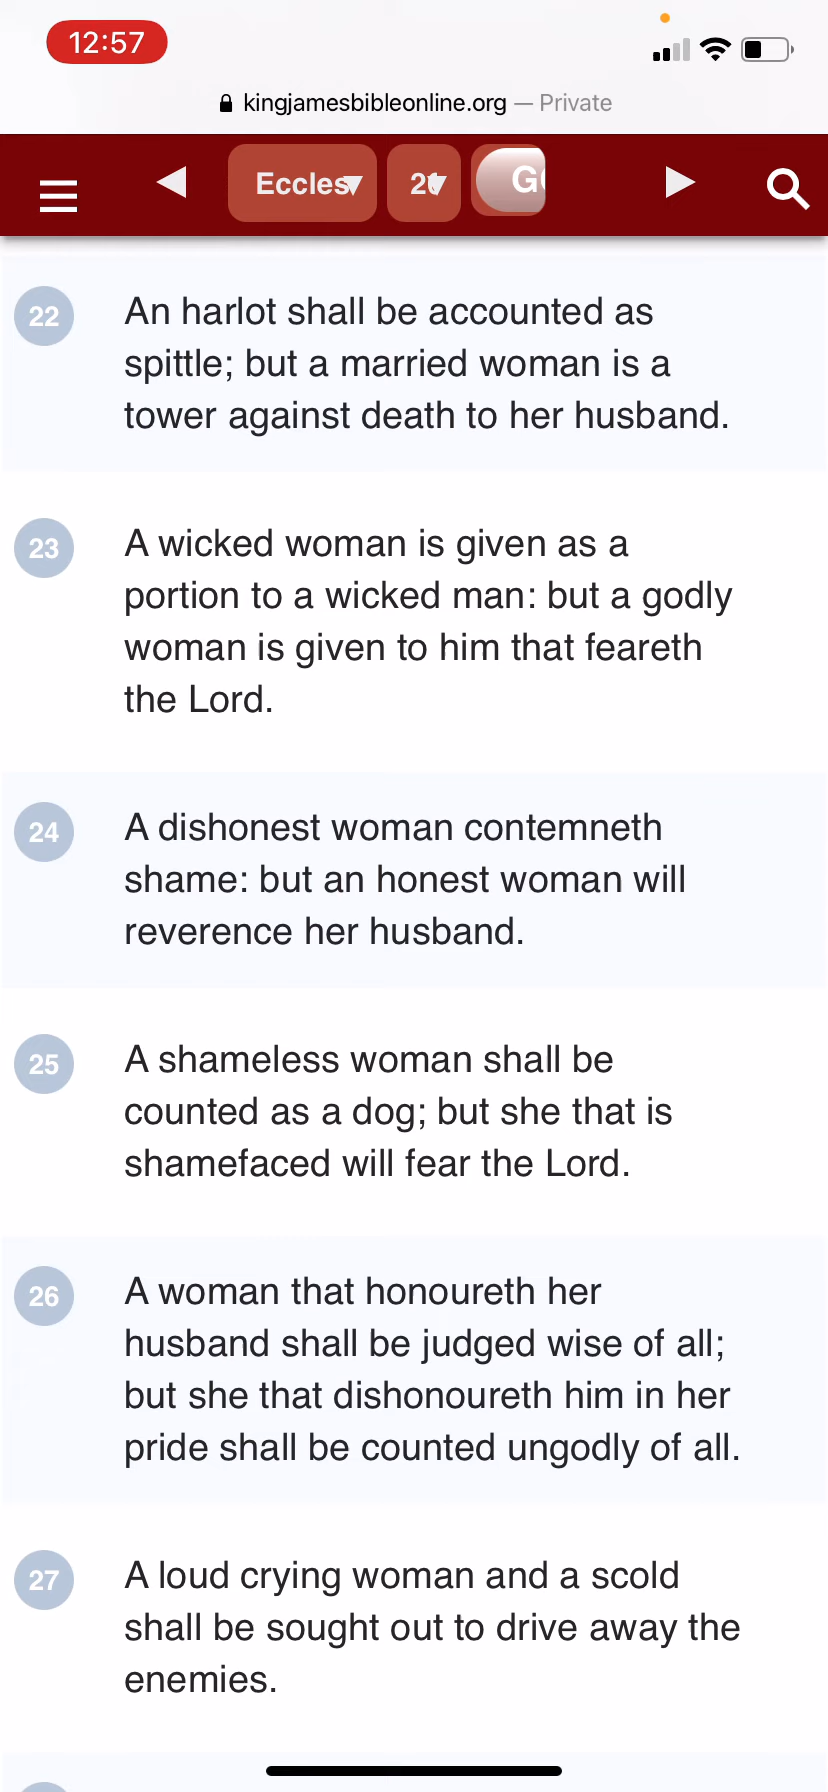 12:57
kingjamesbibleonline.org — Private
Eccles
22
An harlot shall be accounted as
spittle; but a married woman is a
tower against death to her husband.
23
A wicked woman is given as a
portion to a wicked man: but a godly
woman is given to him that feareth
the Lord.
24
A dishonest woman contemneth
shame: but an honest woman will
reverence her husband.
25
A shameless woman shall be
counted as a dog; but she that is
shamefaced will fear the Lord.
26
A woman that honoureth her
husband shall be judged wise of all;
but she that dishonoureth him in her
pride shall be counted ungodly of all.
27
A loud crying woman and a scold
shall be sought out to drive away the
enemies.